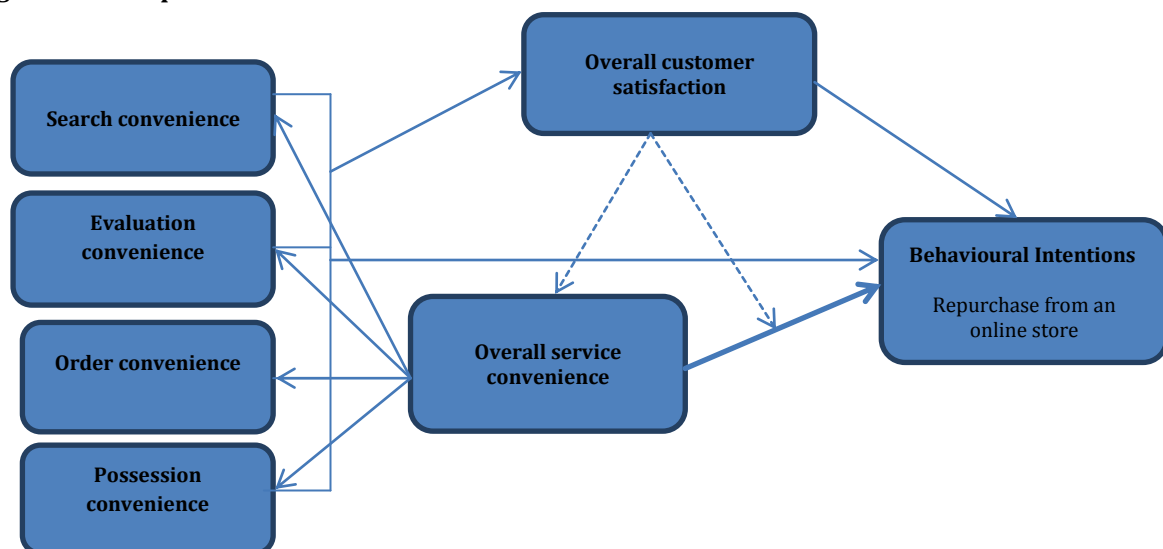 Search convenience
Evaluation
convenience
Order convenience
Possession
convenience
Overall customer
satisfaction
Overall service
convenience
Behavioural Intentions
Repurchase from an
online store